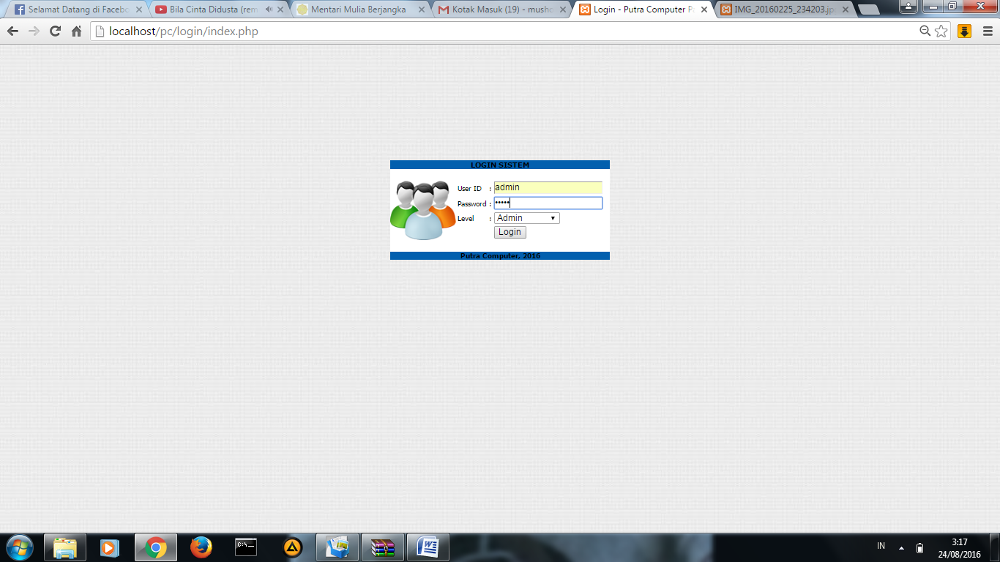 Selamat Datang di Facebo
Bila Cinta Didusta (rem
Mentari Mulia Berjangka
Kotak Masuk (19) - musho
Login - Putra Computer Pa
IMG_20160225_234203.jp
localhost/pc/login/index.php
LOGIN SISTEM
User ID : admin
Password : •••••
Level : Admin
Login
Putra Computer, 2016
C:\_
IN
3:17
24/08/2016